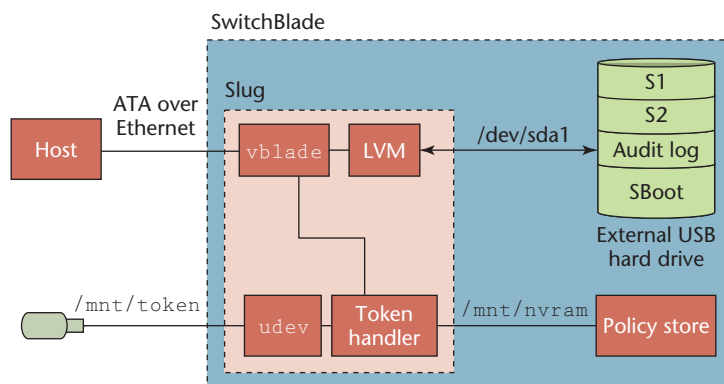 SwitchBlade
Slug
ATA over
Ethernet
Host
vblade
LVM
/dev/sda1
S1
S2
Audit log
SBoot
External USB
hard drive
/mnt/token
udev
Token
handler
/mnt/nvram
Policy store